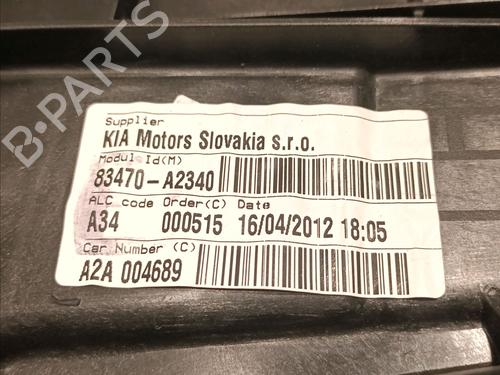 Supplier
KIA Motors Slovakia s.r.o.
Modul Id(M)
83470-A2340
ALC code Order(C) Date
A34 000515 16/04/2012 18:05
Car Number (C)
A2A 004689
B-PARTS